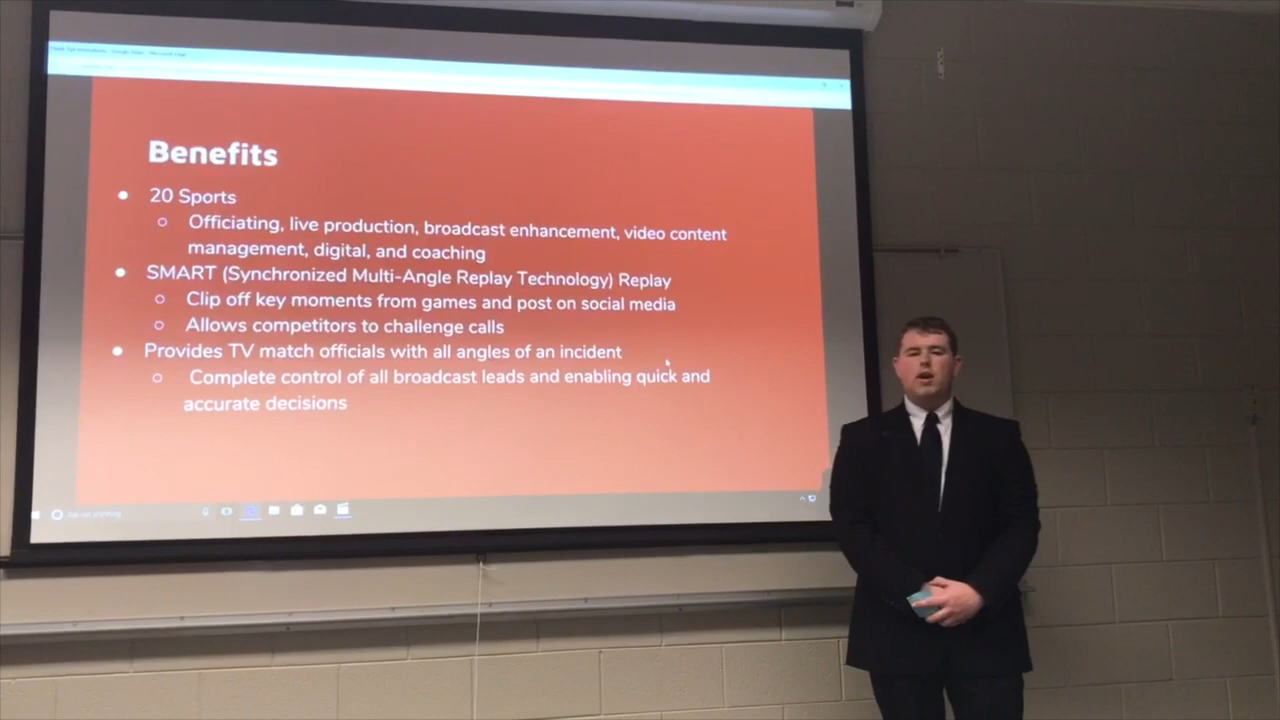 Benefits
● 20 Sports
○ Officiating, live production, broadcast enhancement, video content
management, digital, and coaching
● SMART (Synchronized Multi-Angle Replay Technology) Replay
○ Clip off key moments from games and post on social media
○ Allows competitors to challenge calls
● Provides TV match officials with all angles of an incident
○ Complete control of all broadcast leads and enabling quick and
accurate decisions